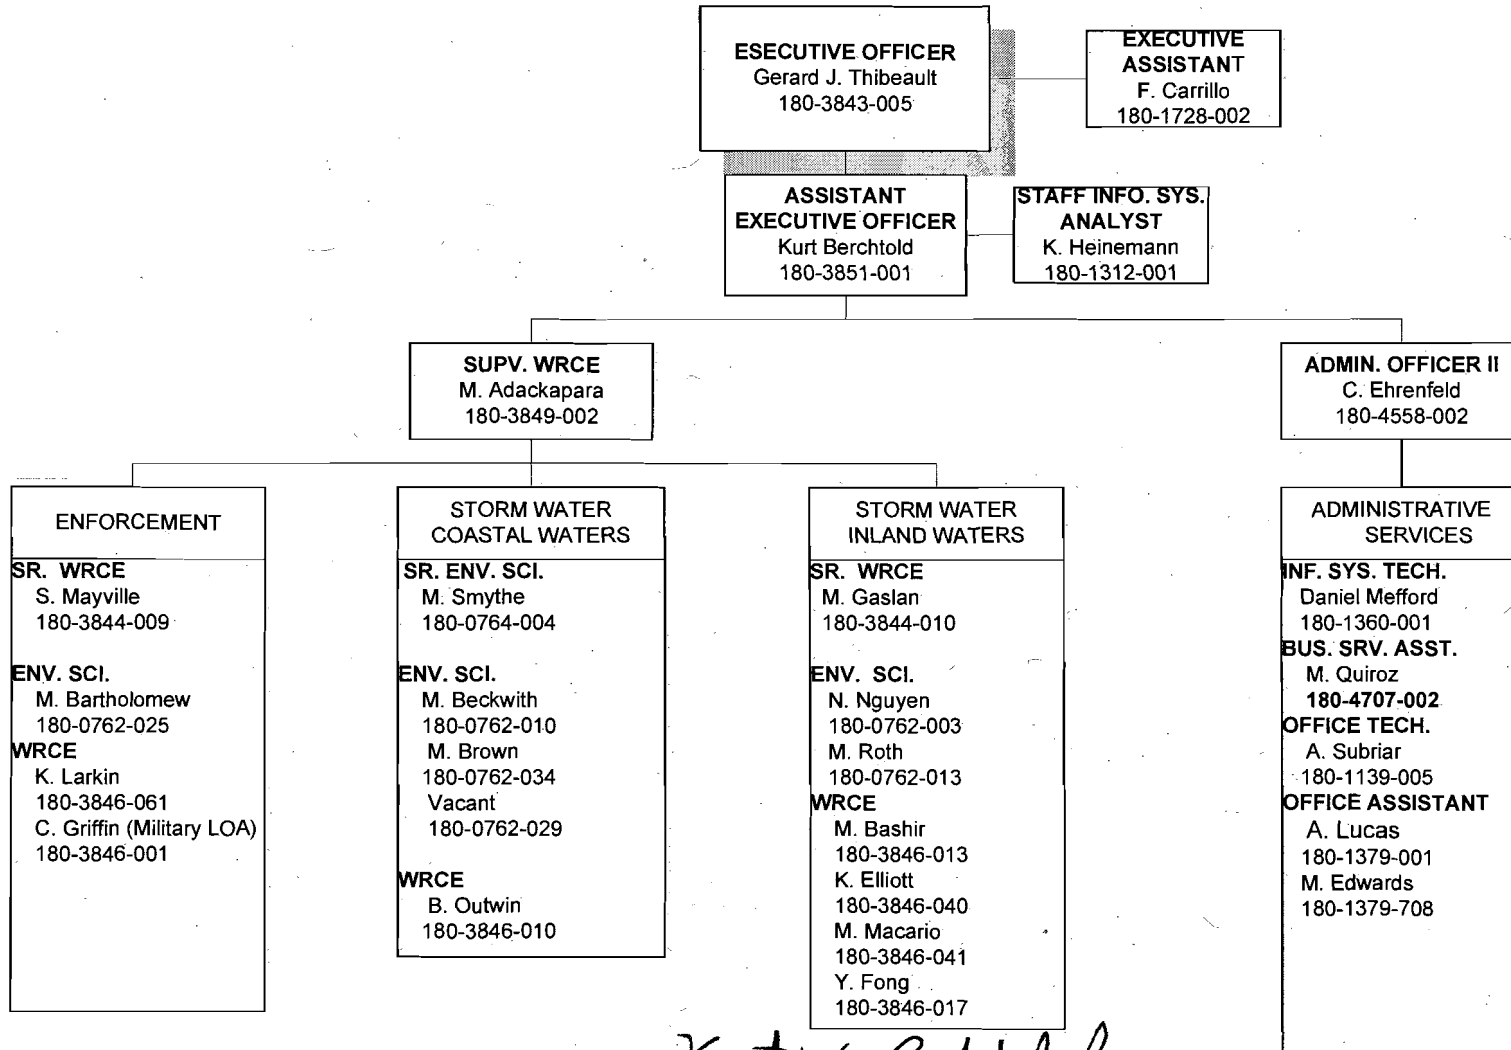 ESECUTIVE OFFICER
Gerard J. Thibeault
180-3843-005
EXECUTIVE
ASSISTANT
F. Carrillo
180-1728-002
ASSISTANT
EXECUTIVE OFFICER
Kurt Berchtold
180-3851-001
STAFF INFO. SYS.
ANALYST
K. Heinemann
180-1312-001
SUPV. WRCE
M. Adackapara
180-3849-002
ADMIN. OFFICER II
C. Ehrenfeld
180-4558-002
ENFORCEMENT
SR. WRCE
S. Mayville
180-3844-009
ENV. SCI.
M. Bartholomew
180-0762-025
WRCE
K. Larkin
180-3846-061
C. Griffin (Military LOA)
180-3846-001
STORM WATER
COASTAL WATERS
SR. ENV. SCI.
M. Smythe
180-0764-004
ENV. SCI.
M. Beckwith
180-0762-010
M. Brown
180-0762-034
Vacant
180-0762-029
WRCE
B. Outwin
180-3846-010
STORM WATER
INLAND WATERS
SR. WRCE
M. Gaslan
180-3844-010
ENV. SCI.
N. Nguyen
180-0762-003
M. Roth
180-0762-013
WRCE
M. Bashir
180-3846-013
K. Elliott
180-3846-040
M. Macario
180-3846-041
Y. Fong
180-3846-017
ADMINISTRATIVE
SERVICES
INF. SYS. TECH.
Daniel Mefford
180-1360-001
BUS. SRV. ASST.
M. Quiroz
180-4707-002
OFFICE TECH.
A. Subriar
180-1139-005
OFFICE ASSISTANT
A. Lucas
180-1379-001
M. Edwards
180-1379-708